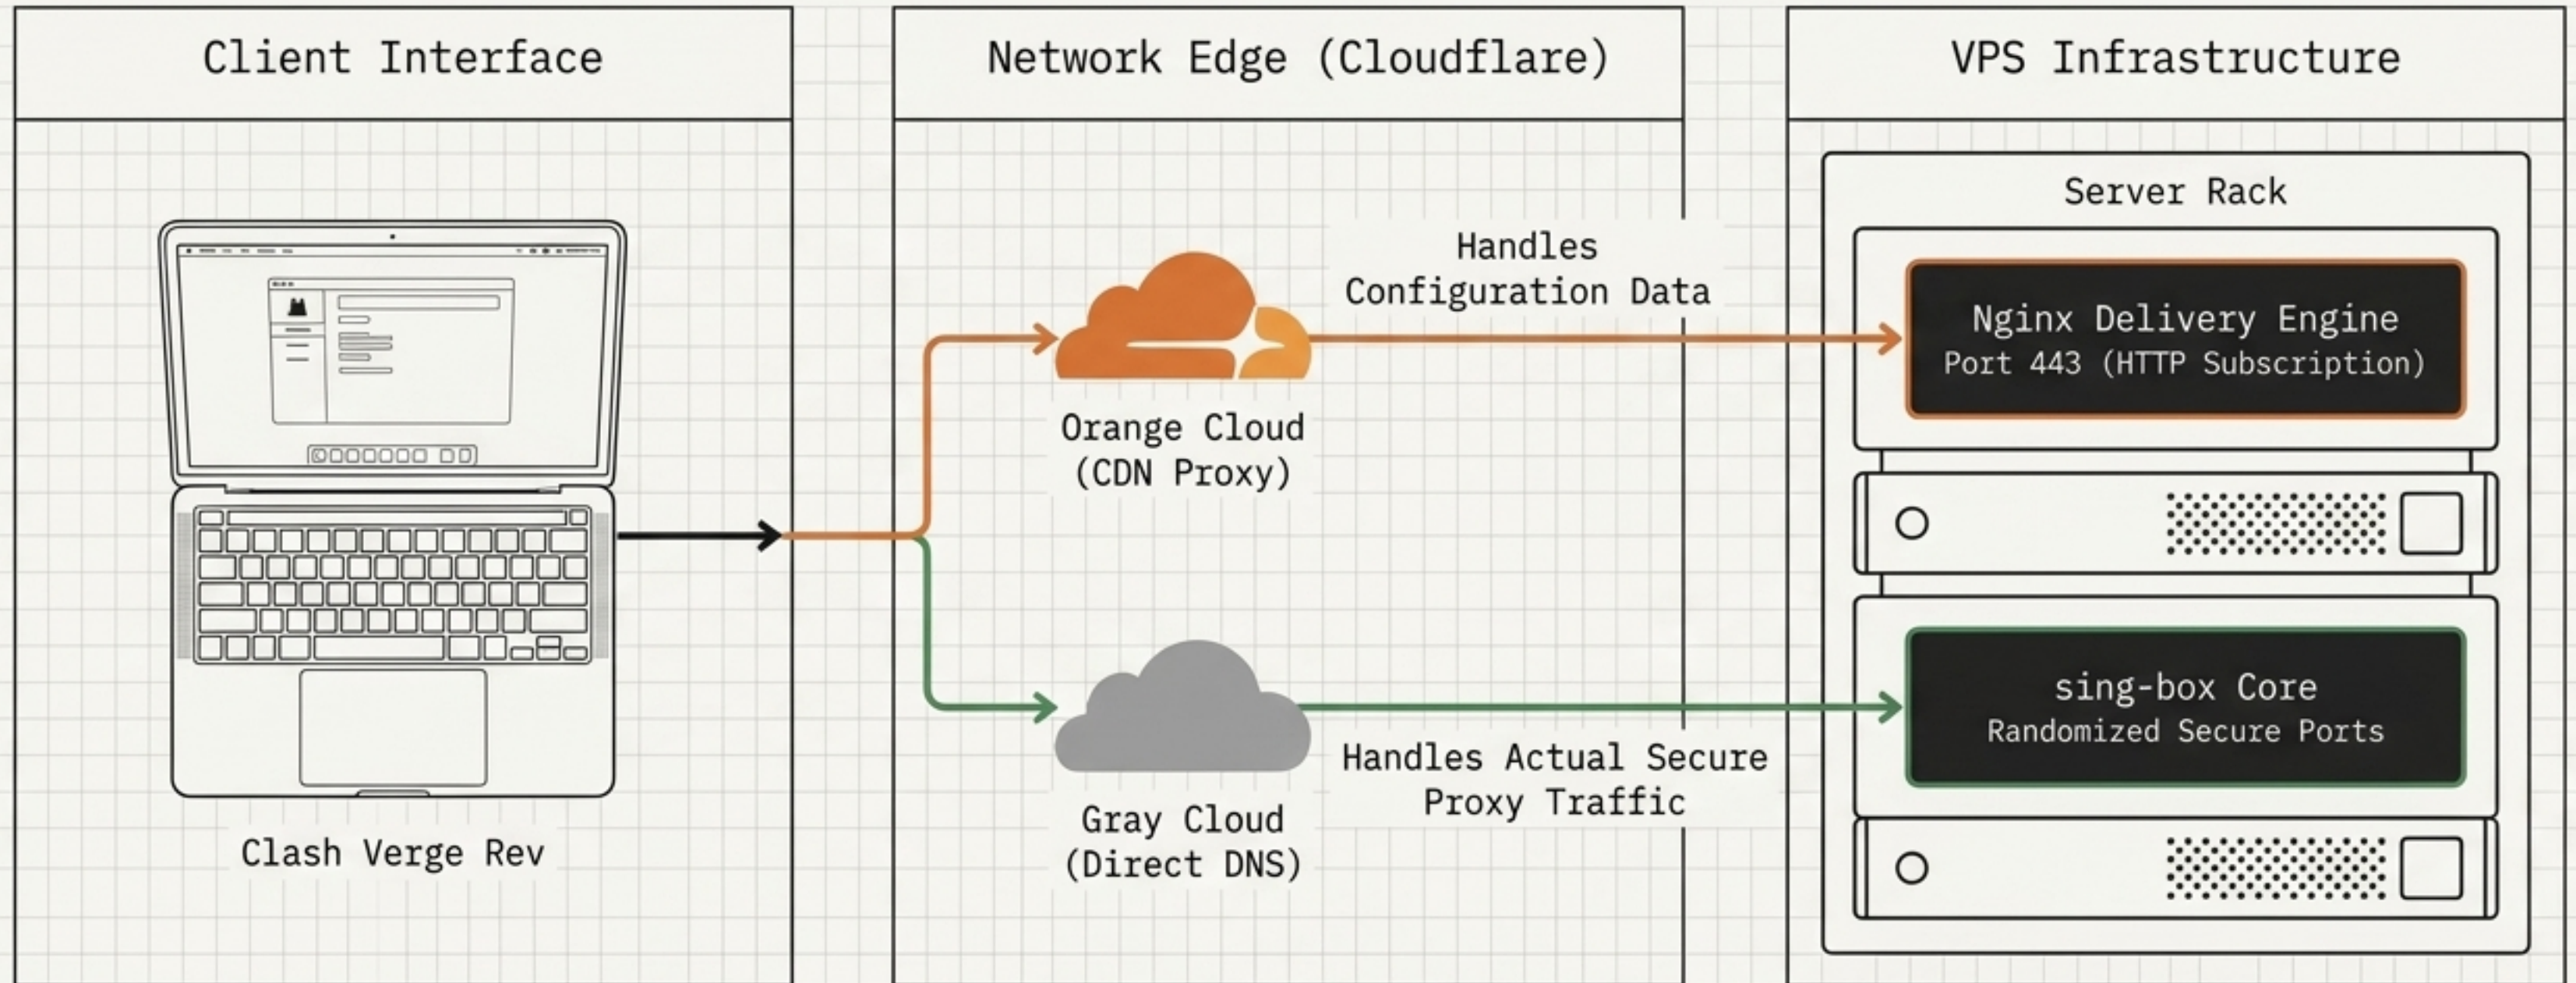 Client Interface
Network Edge (Cloudflare)
VPS Infrastructure
Clash Verge Rev
Orange Cloud
(CDN Proxy)
Handles
Configuration Data
Gray Cloud
(Direct DNS)
Handles Actual Secure
Proxy Traffic
Server Rack
Nginx Delivery Engine
Port 443 (HTTP Subscription)
sing-box Core
Randomized Secure Ports